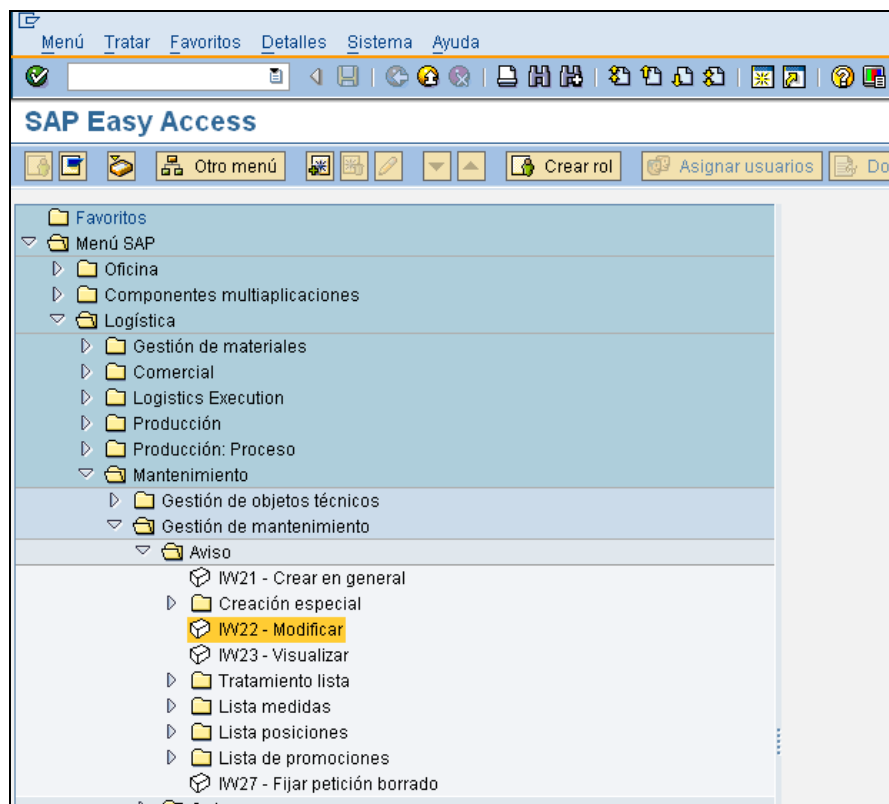 Menú Tratar Favoritos Detalles Sistema Ayuda
SAP Easy Access
Otro menú Crear rol Asignar usuarios Do
Favoritos
Menú SAP
Oficina
Componentes multiaplicaciones
Logística
Gestión de materiales
Comercial
Logistics Execution
Producción
Producción: Proceso
Mantenimiento
Gestión de objetos técnicos
Gestión de mantenimiento
Aviso
IW21 - Crear en general
Creación especial
IW22 - Modificar
IW23 - Visualizar
Tratamiento lista
Lista medidas
Lista posiciones
Lista de promociones
IW27 - Fijar petición borrado